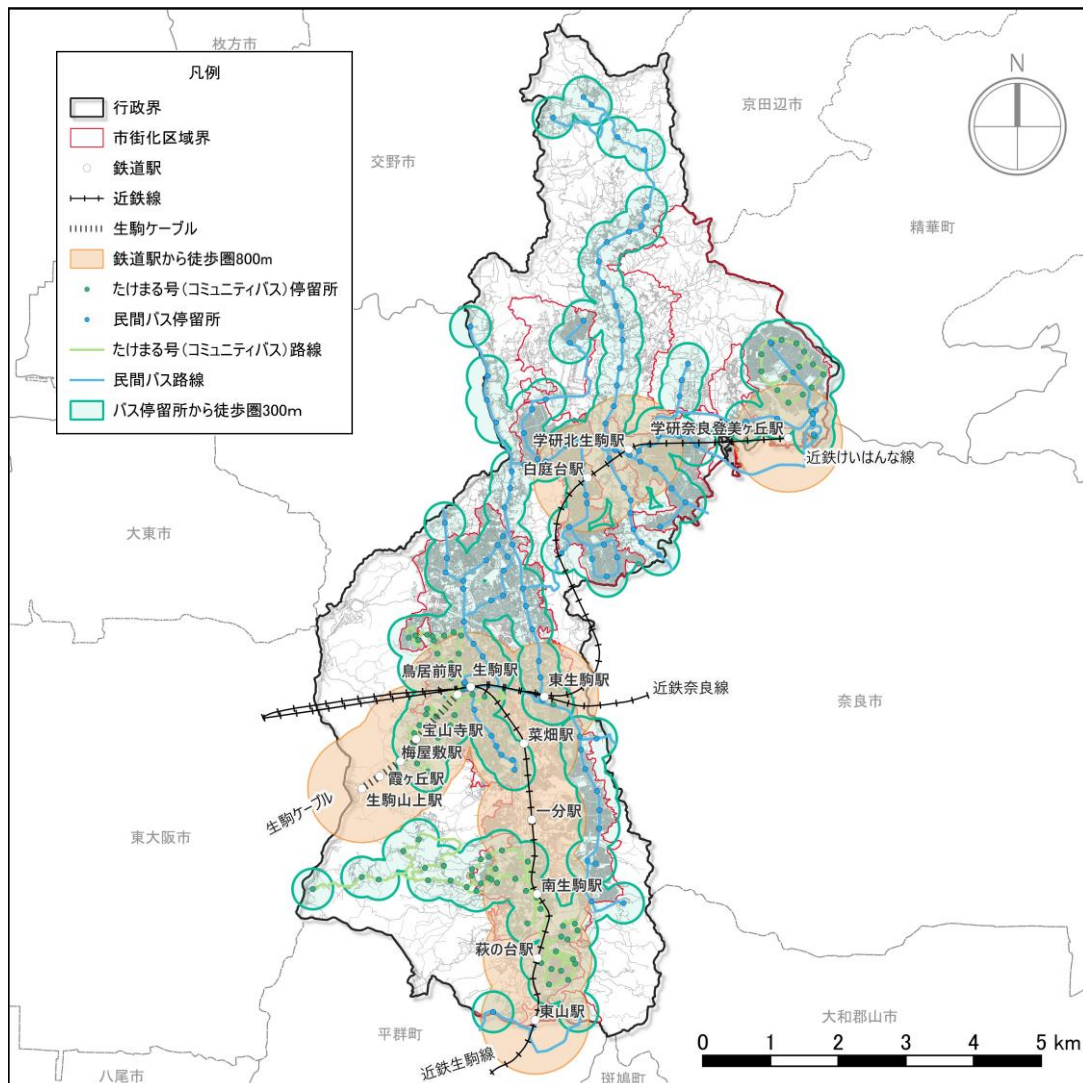 枚方市
凡例
行政界
市街化区域界
鉄道駅
近鉄線
生駒ケーブル
鉄道駅から徒歩圏800m
たけまる号(コミュニティバス)停留所
民間バス停留所
たけまる号(コミュニティバス)路線
民間バス路線
バス停留所から徒歩圏300m
N
京田辺市
交野市
精華町
学研奈良登美ヶ丘駅
学研北生駒駅
近鉄けいはんな線
白庭台駅
大東市
鳥居前駅
生駒駅
東生駒駅
近鉄奈良線
奈良市
宝山寺駅
菜畑駅
梅屋敷駅
霞ヶ丘駅
生駒山上駅
生駒ケーブル
一分駅
東大阪市
南生駒駅
萩の台駅
東山駅
平群町
大和郡山市
近鉄生駒線
八尾市
斑鳩町
0 1 2 3 4 5 km